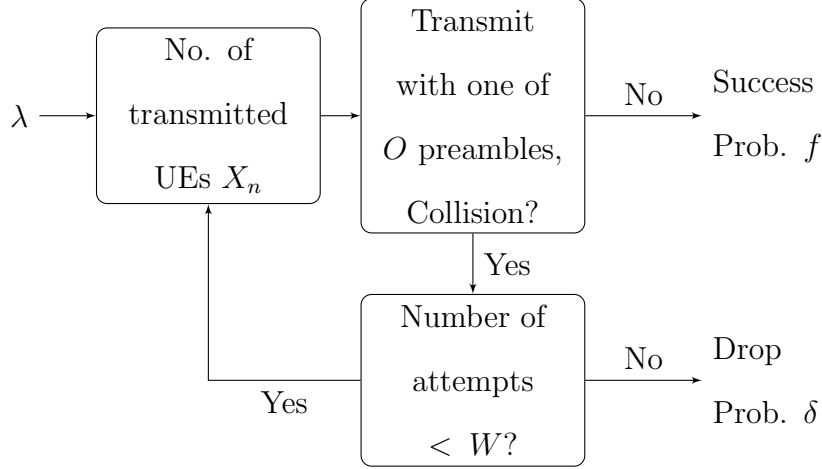 λ
No. of
transmitted
UEs X_n
Transmit
with one of
O preambles,
Collision?
No
Success
Prob. f
Yes
Number of
attempts
< W?
Yes
No
Drop
Prob. δ